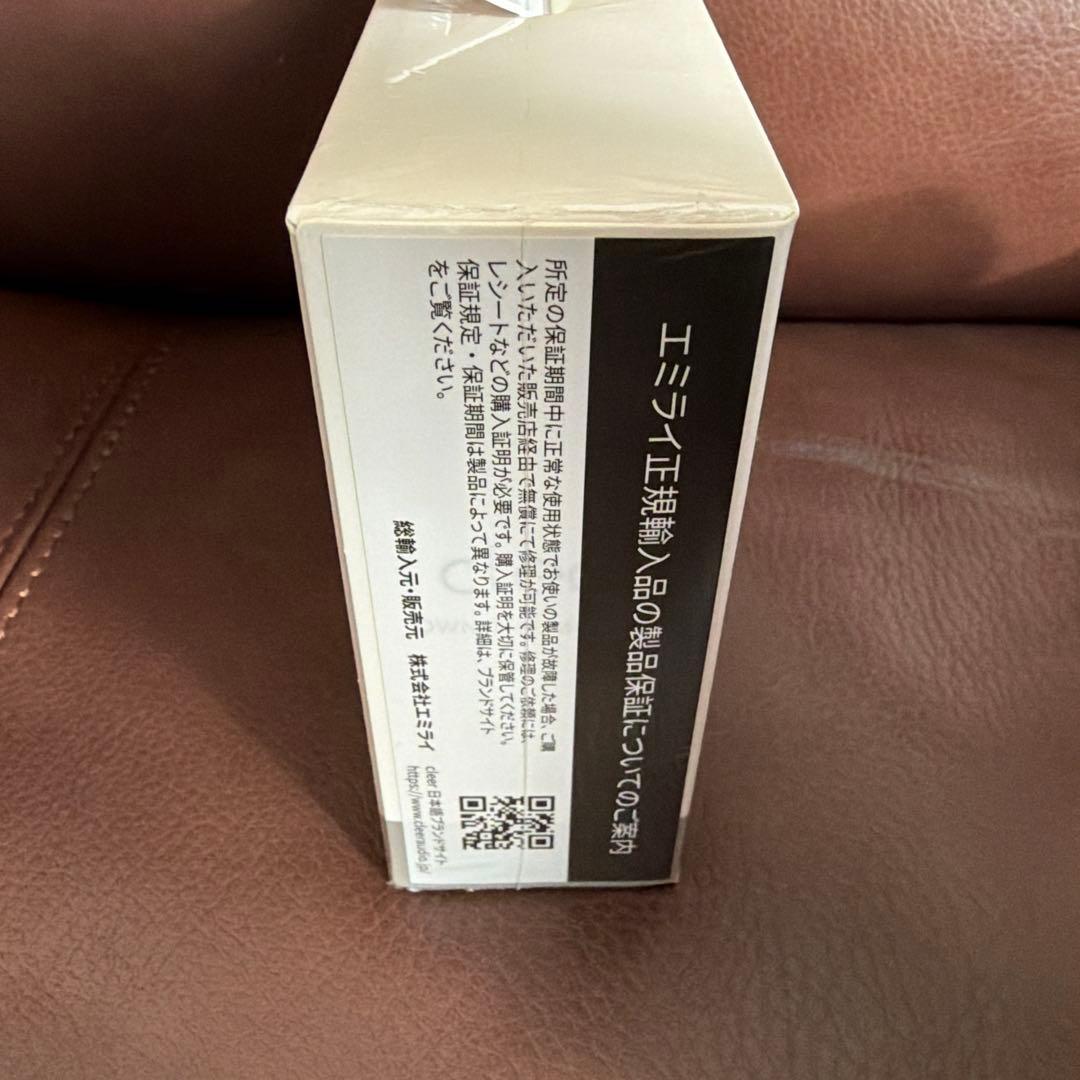 エミライ正規輸入品の製品保証についてのご案内
所定の保証期間中に正常な使用状態でお使いの製品が故障した場合、ご購
入いただいた販売店経由で無償にて修理が可能です。修理のご依頼には、
レシートなどの購入証明が必要です。購入証明を大切に保管してください。
保証規定・保証期間は製品によって異なります。詳細は、ブランドサイト
をご覧ください。
総輸入元・販売元 株式会社エミライ
cleer 日本語ブランドサイト
https://www.cleeraudio.jp/